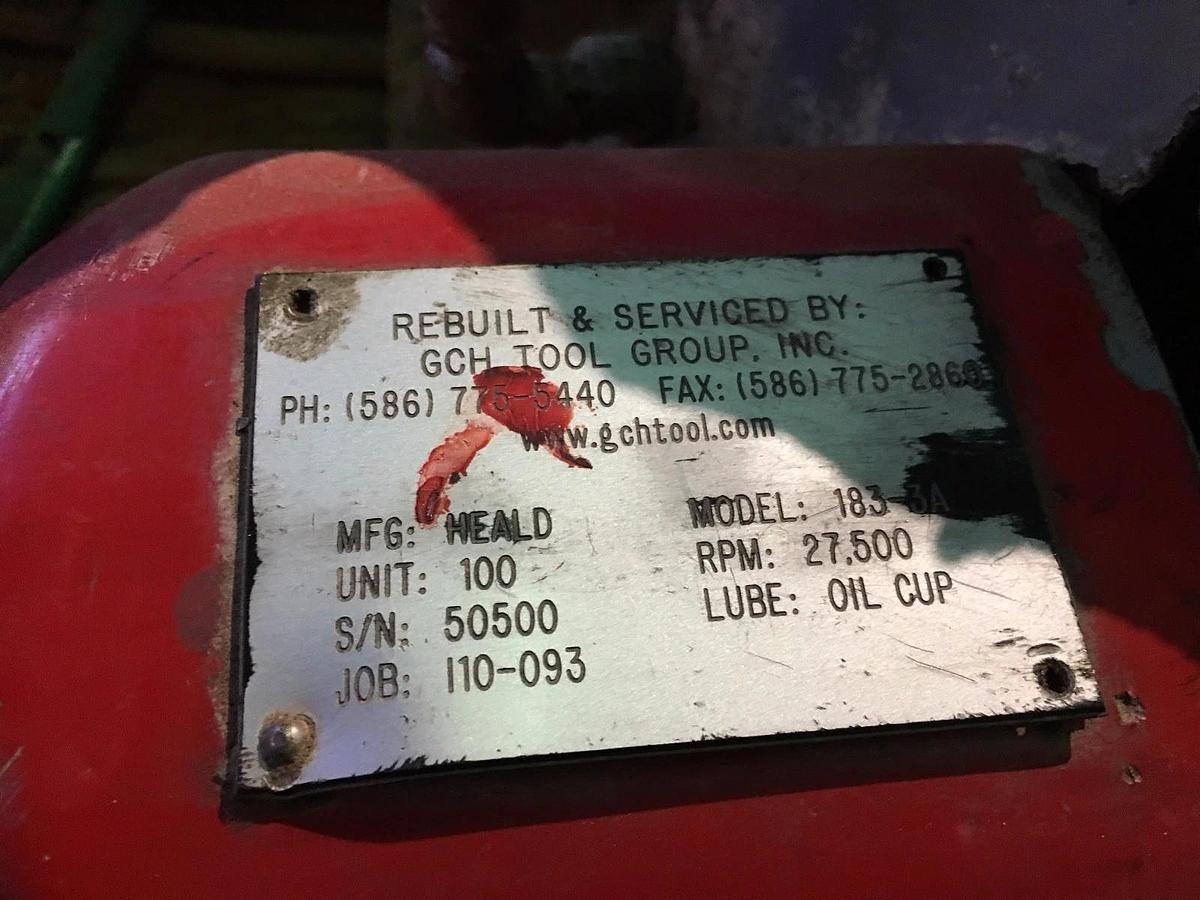 REBUILT & SERVICED BY:
GCH TOOL GROUP, INC.
PH: (586) 775-5440 FAX: (586) 775-2860
www.gchtool.com
MFG: HEALD MODEL: 183-3A
UNIT: 100 RPM: 27,500
S/N: 50500 LUBE: OIL CUP
JOB: I10-093